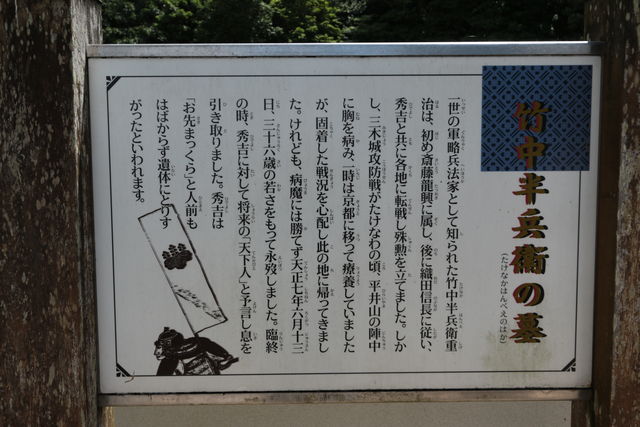 竹中半兵衛の墓
(たけなかはんべえのはか)
一世の軍略兵法家として知られた竹中半兵衛重
治は、初め斎藤龍興に属し、後に織田信長に従い、
秀吉と共に各地に転戦し殊勲を立てました。しか
し、三木城攻防戦がたけなわの頃、平井山の陣中
に胸を病み、一時は京都に移って療養していました
が、固着した戦況を心配し此の地に帰ってきまし
た。けれども、病魔には勝てず天正七年六月十三
日、三十六歳の若さをもって永歿しました。臨終
の時、秀吉に対して将来の「天下人」と予言し息を
引き取りました。秀吉は
「お先まっくら」と人前も
はばからず遺体にとりす
がったといわれます。